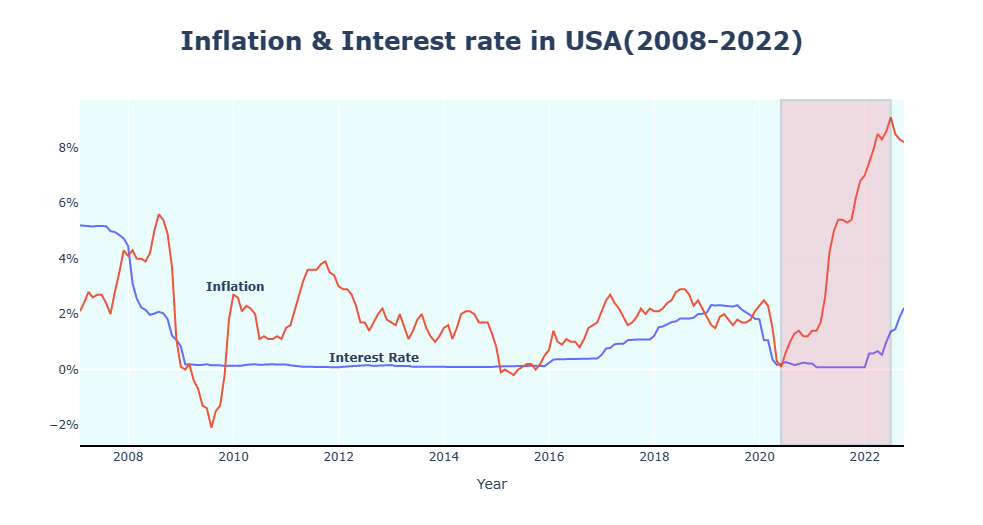 Inflation & Interest rate in USA(2008-2022)
8%
6%
4%
Inflation
2%
Interest Rate
0%
−2%
2008 2010 2012 2014 2016 2018 2020 2022
Year